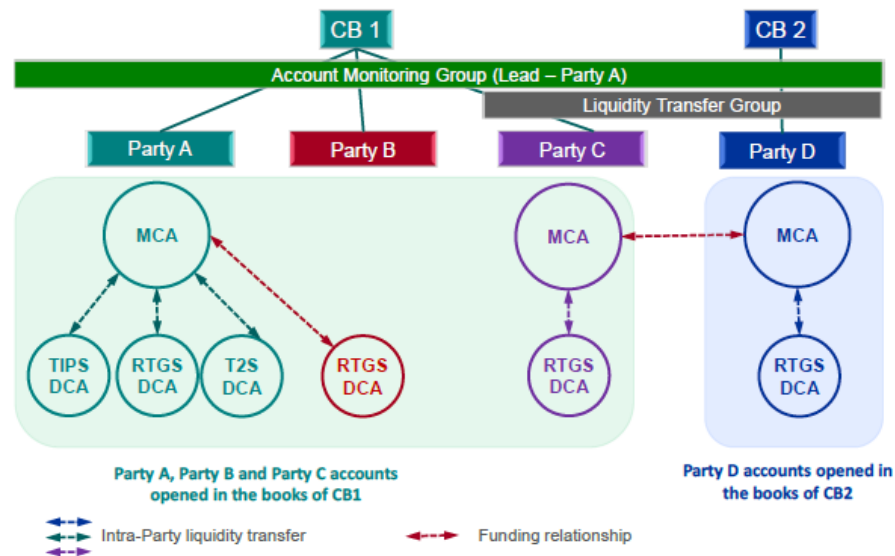 CB 1
CB 2
Account Monitoring Group (Lead – Party A)
Liquidity Transfer Group
Party A
Party B
Party C
Party D
MCA
MCA
MCA
TIPS
DCA
RTGS
DCA
T2S
DCA
RTGS
DCA
RTGS
DCA
RTGS
DCA
Party A, Party B and Party C accounts
opened in the books of CB1
Party D accounts opened in
the books of CB2
Intra-Party liquidity transfer
Funding relationship